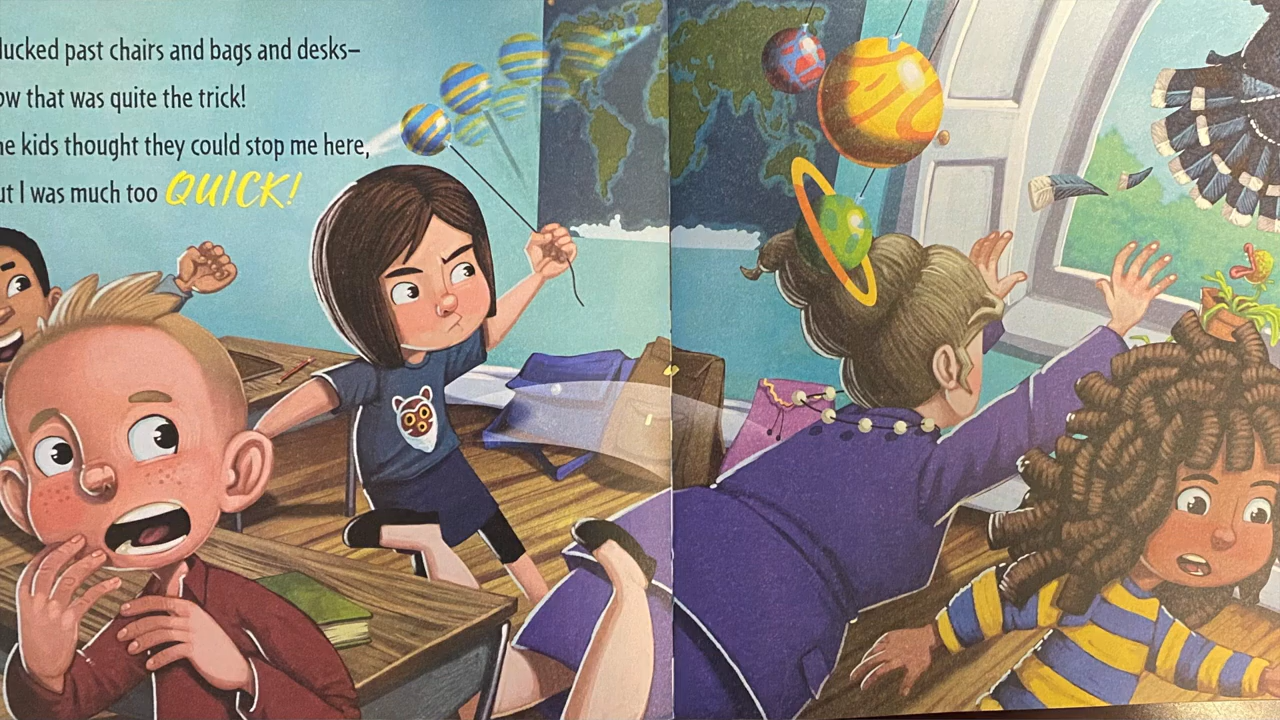 lucked past chairs and bags and desks–
ow that was quite the trick!
he kids thought they could stop me here,
ut I was much too QUICK!